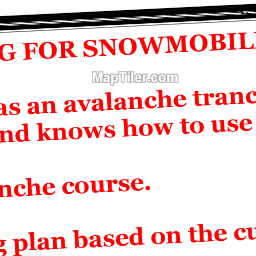 G FOR SNOWMOBIL
MapTiler.com
as an avalanche tranc
nd knows how to use
nche course.
g plan based on the cu